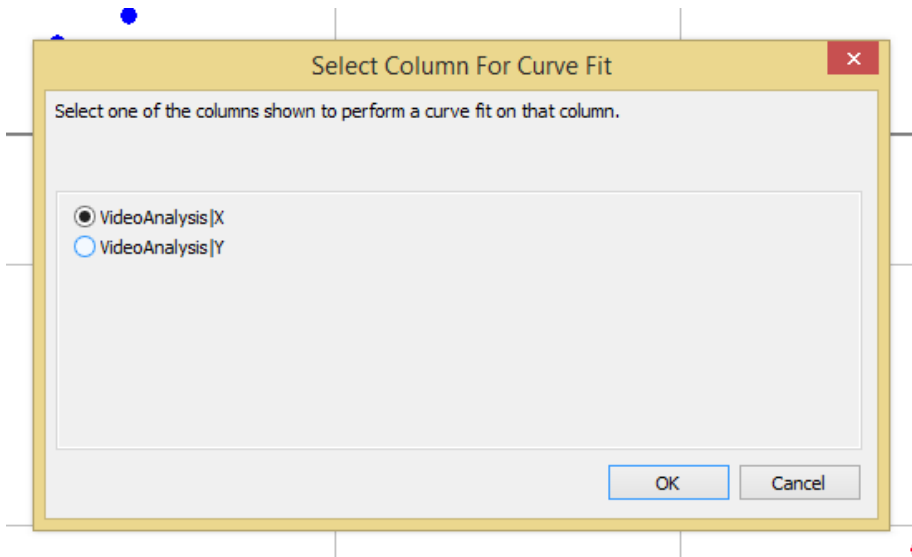 Select Column For Curve Fit
Select one of the columns shown to perform a curve fit on that column.
VideoAnalysis|X
VideoAnalysis|Y
OK
Cancel